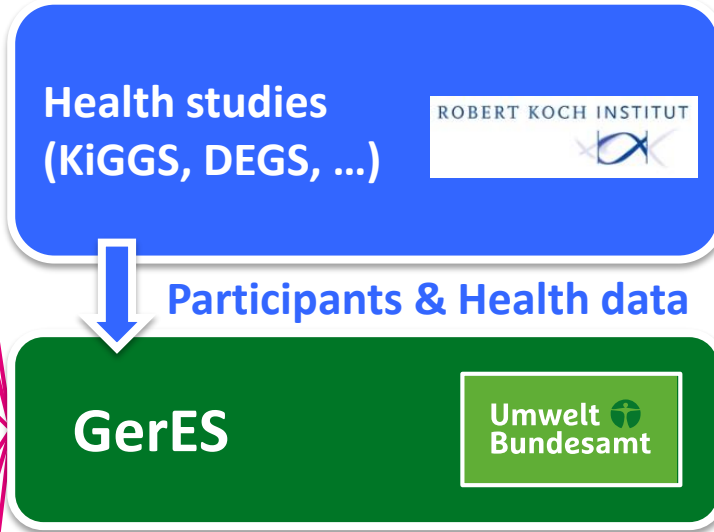 Health studies
(KiGGS, DEGS, …)
ROBERT KOCH INSTITUT
Participants & Health data
GerES
Umwelt
Bundesamt